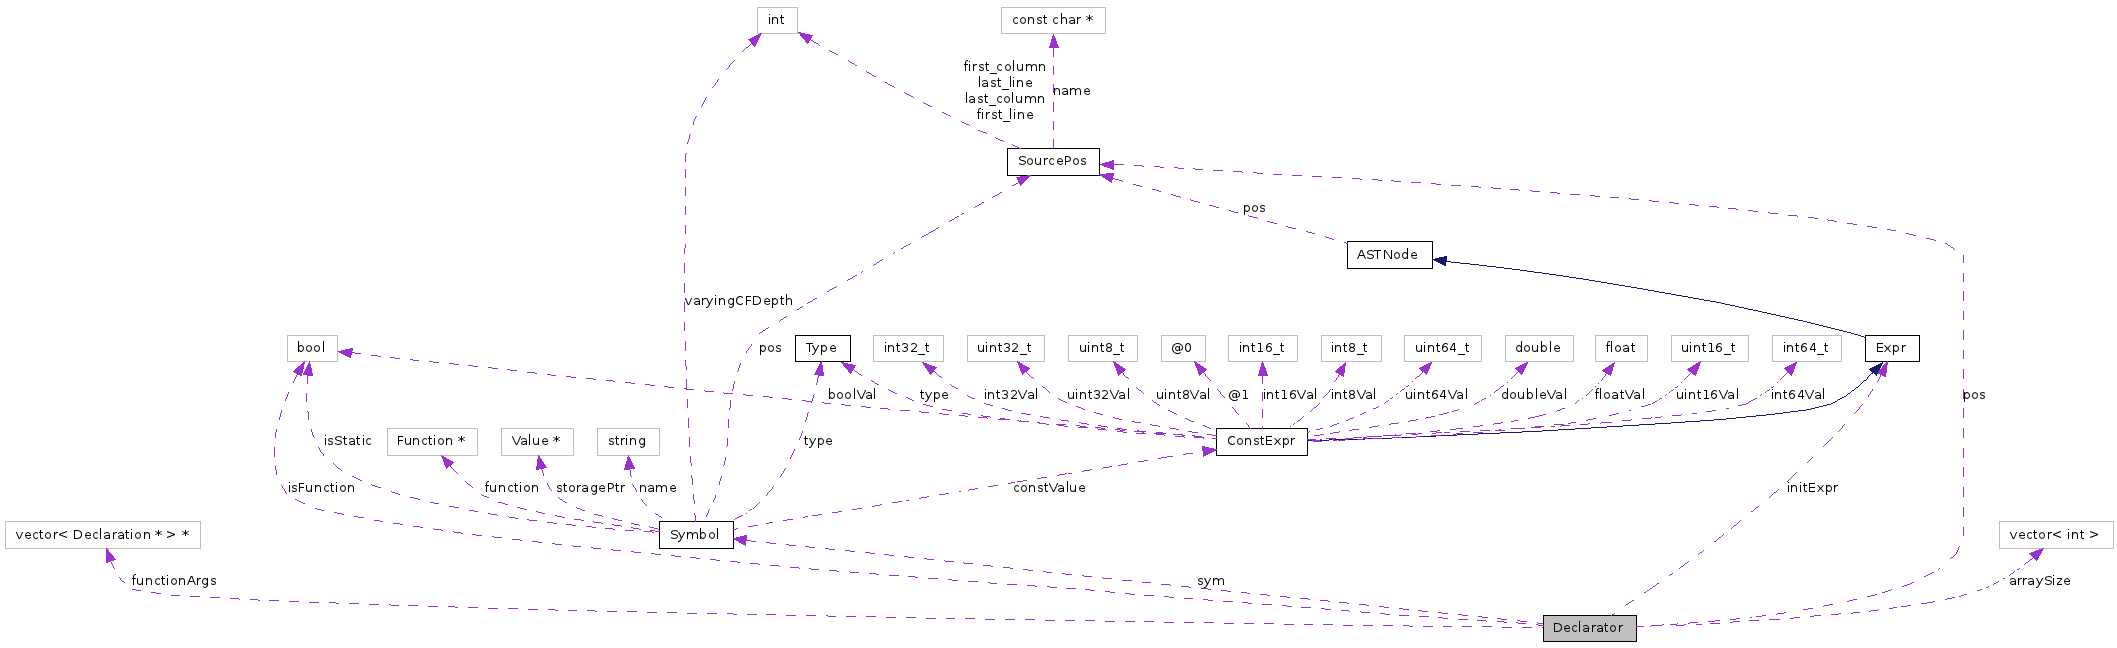 int
const char *
first_column
last_line
last_column
first_line
name
SourcePos
pos
ASTNode
varyingCFDepth
bool
pos
Type
int32_t
uint32_t
uint8_t
@0
int16_t
int8_t
uint64_t
double
float
uint16_t
int64_t
Expr
boolVal
type
int32Val
uint32Val
uint8Val
@1
int16Val
int8Val
uint64Val
doubleVal
floatVal
uint16Val
int64Val
pos
isStatic
Function *
Value *
string
type
ConstExpr
isFunction
function
storagePtr
name
constValue
initExpr
vector< Declaration * > *
Symbol
vector< int >
functionArgs
sym
arraySize
Declarator